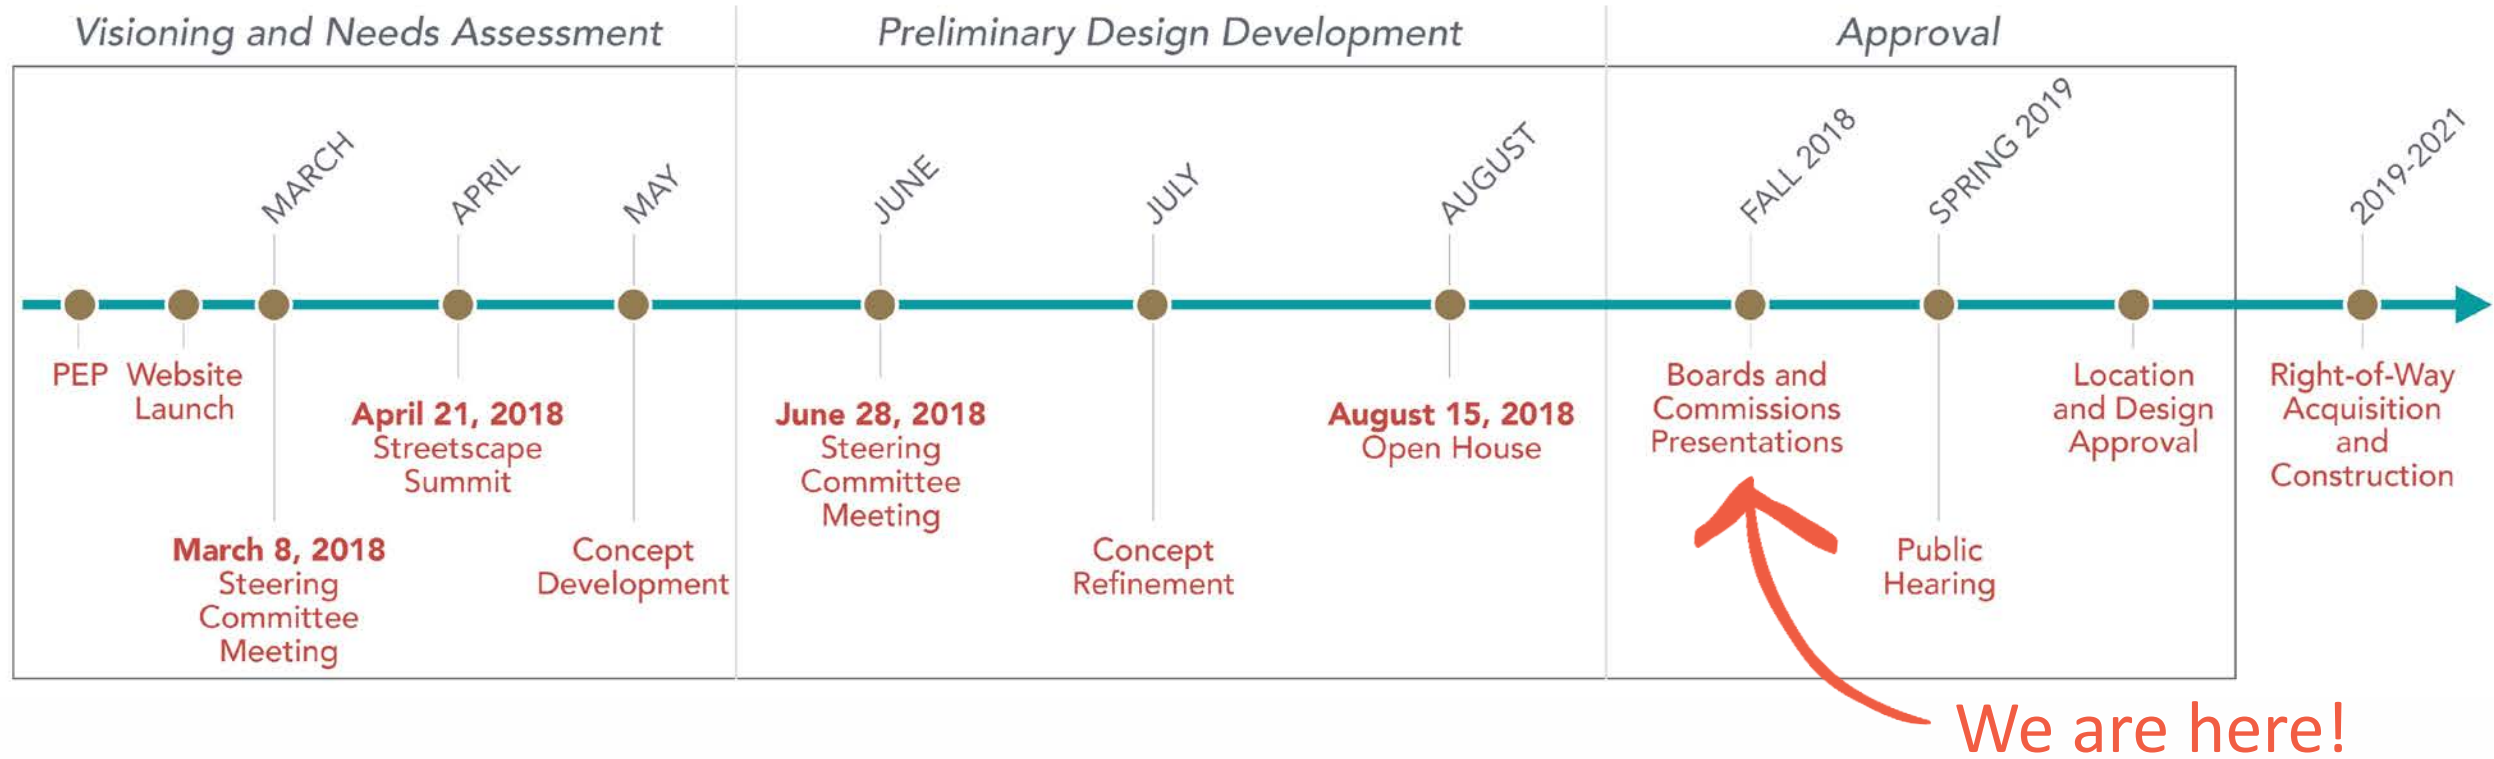 Visioning and Needs Assessment
Preliminary Design Development
Approval
MARCH
APRIL
MAY
JUNE
JULY
AUGUST
FALL 2018
SPRING 2019
2019-2021
PEP
Website
Launch
March 8, 2018
Steering
Committee
Meeting
April 21, 2018
Streetscape
Summit
Concept
Development
June 28, 2018
Steering
Committee
Meeting
Concept
Refinement
August 15, 2018
Open House
Boards and
Commissions
Presentations
Public
Hearing
Location
and Design
Approval
Right-of-Way
Acquisition
and
Construction
We are here!